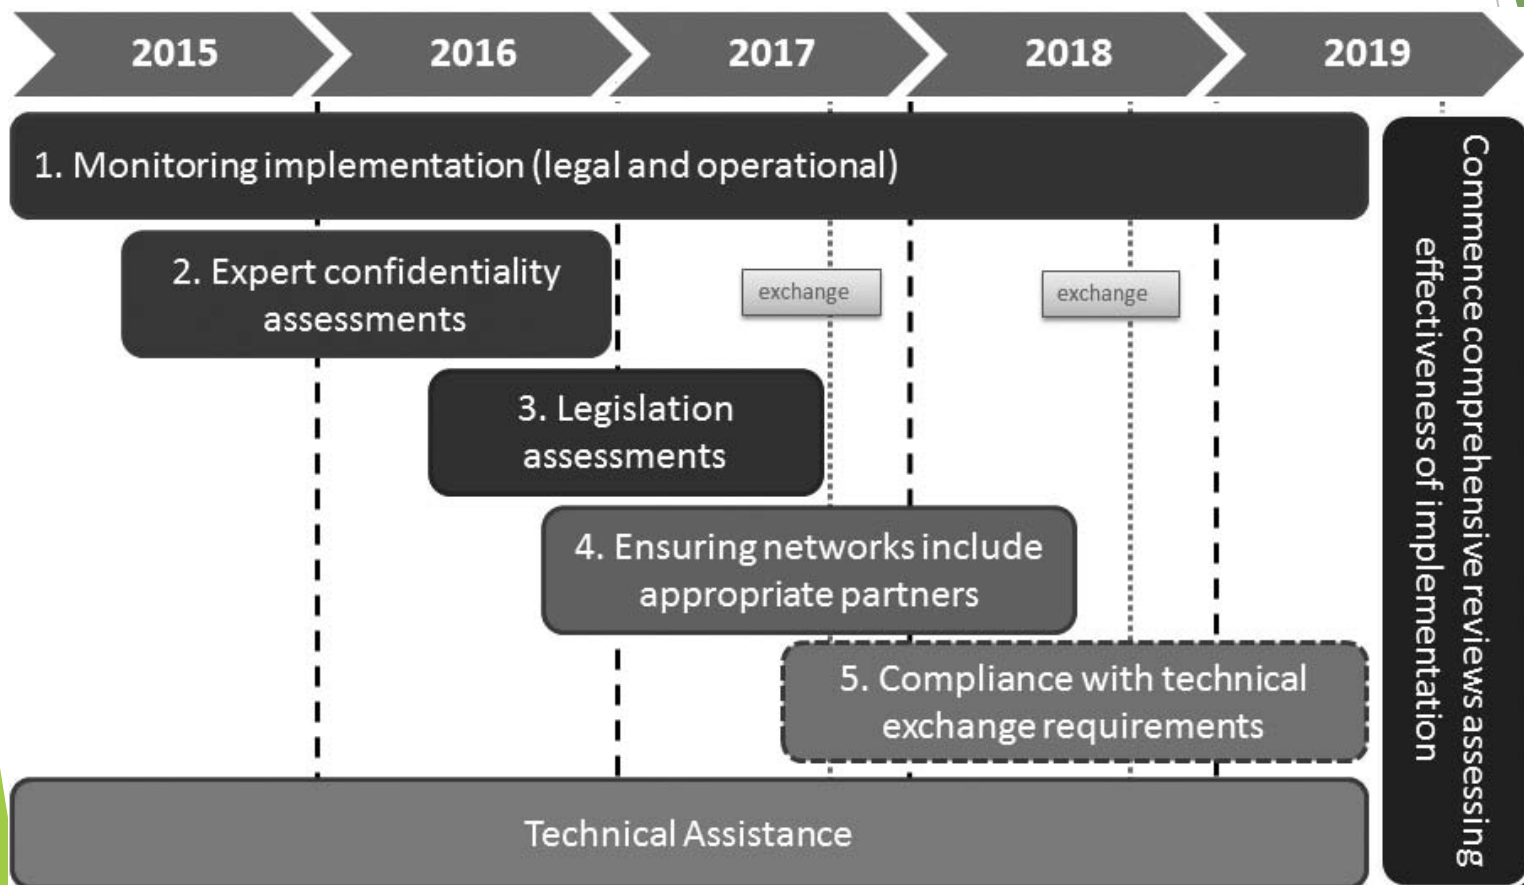 2015
2016
2017
2018
2019
1. Monitoring implementation (legal and operational)
2. Expert confidentiality
assessments
exchange
exchange
3. Legislation
assessments
4. Ensuring networks include
appropriate partners
5. Compliance with technical
exchange requirements
Technical Assistance
Commence comprehensive reviews assessing
effectiveness of implementation